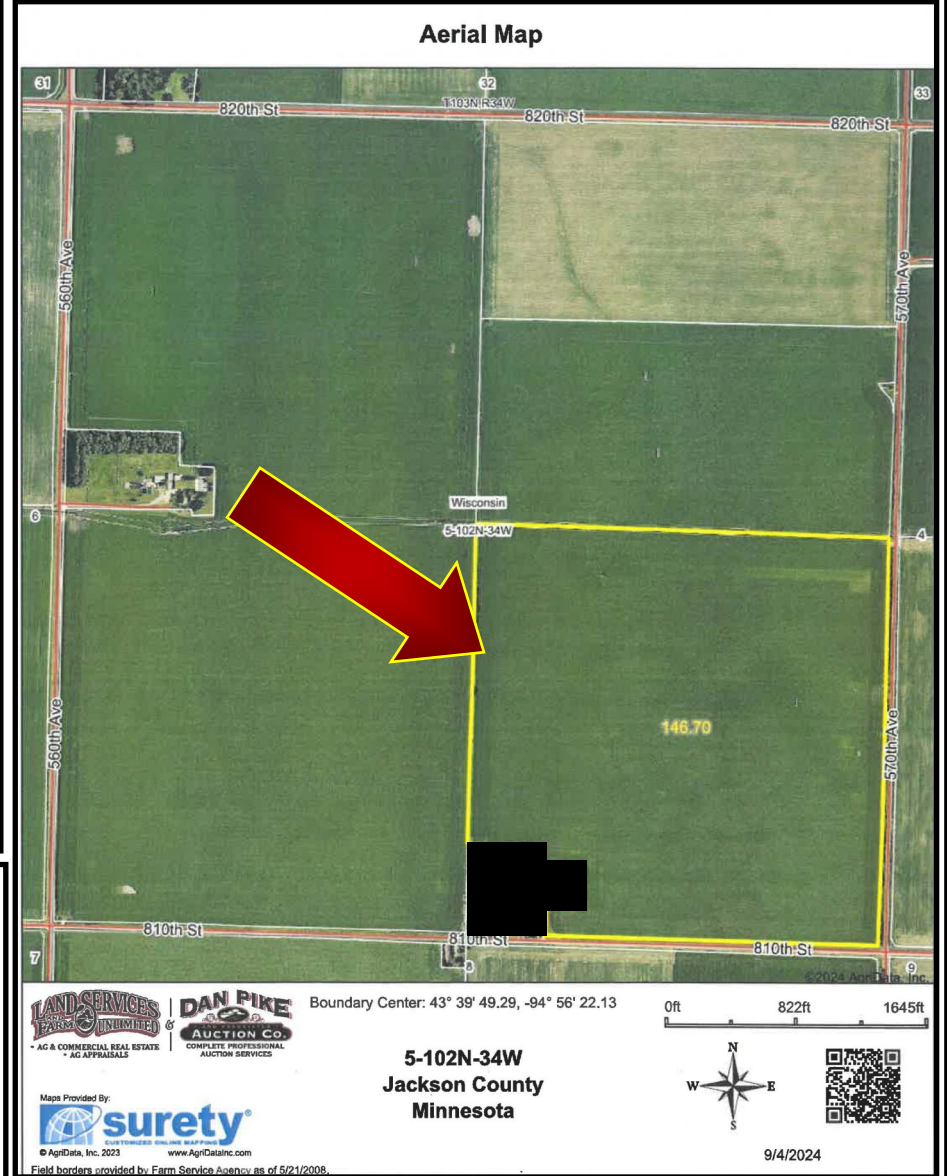 Aerial Map
31
32
33
T103N, R34W
820th St
820th St
820th St
560th Ave
570th Ave
Wisconsin
6
5-102N-34W
4
146.70
560th Ave
570th Ave
810th St
810th St
810th St
7
8
9
©2024 AgriData, Inc.
LAND SERVICES
FARM UNLIMITED
• AG & COMMERCIAL REAL ESTATE
• AG APPRAISALS
&
DAN PIKE
AND ASSOCIATES
AUCTION CO.
COMPLETE PROFESSIONAL
AUCTION SERVICES
Boundary Center: 43° 39' 49.29, -94° 56' 22.13
0ft 8222ft 1645ft
5-102N-34W
Jackson County
Minnesota
N
W E
S
Maps Provided By:
surety®
CUSTOMIZED ONLINE MAPPING
© AgriData, Inc. 2023 www.AgriDataInc.com
9/4/2024
Field borders provided by Farm Service Agency as of 5/21/2008.